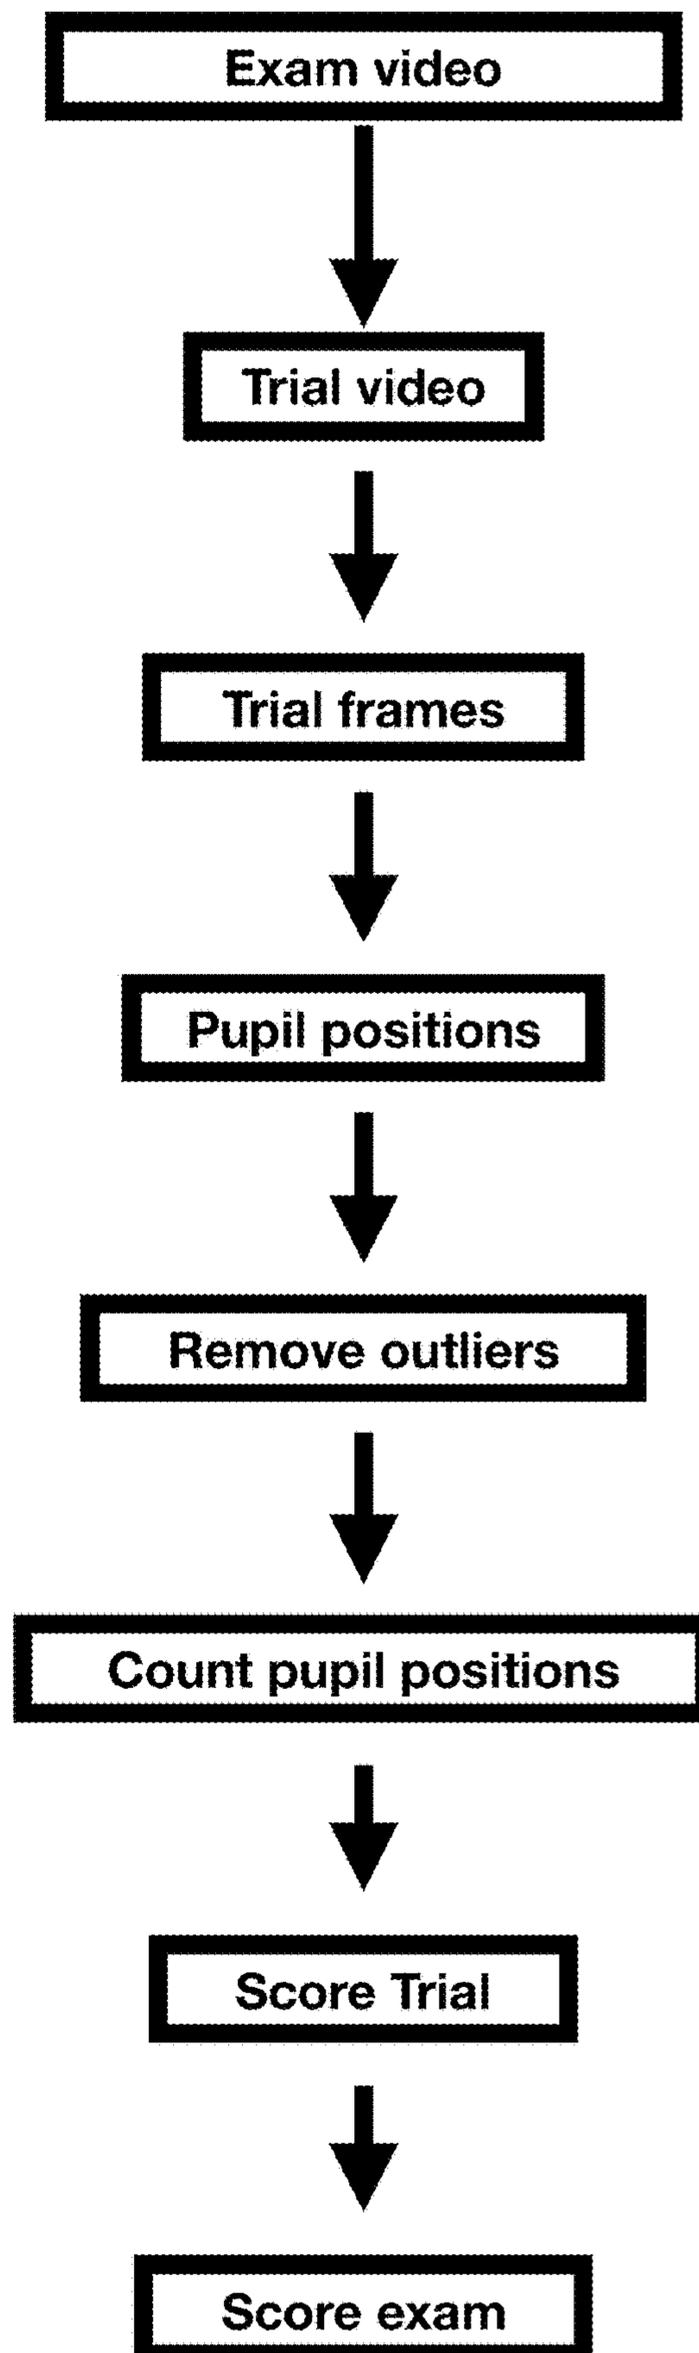 Exam video
Trial video
Trial frames
Pupil positions
Remove outliers
Count pupil positions
Score Trial
Score exam